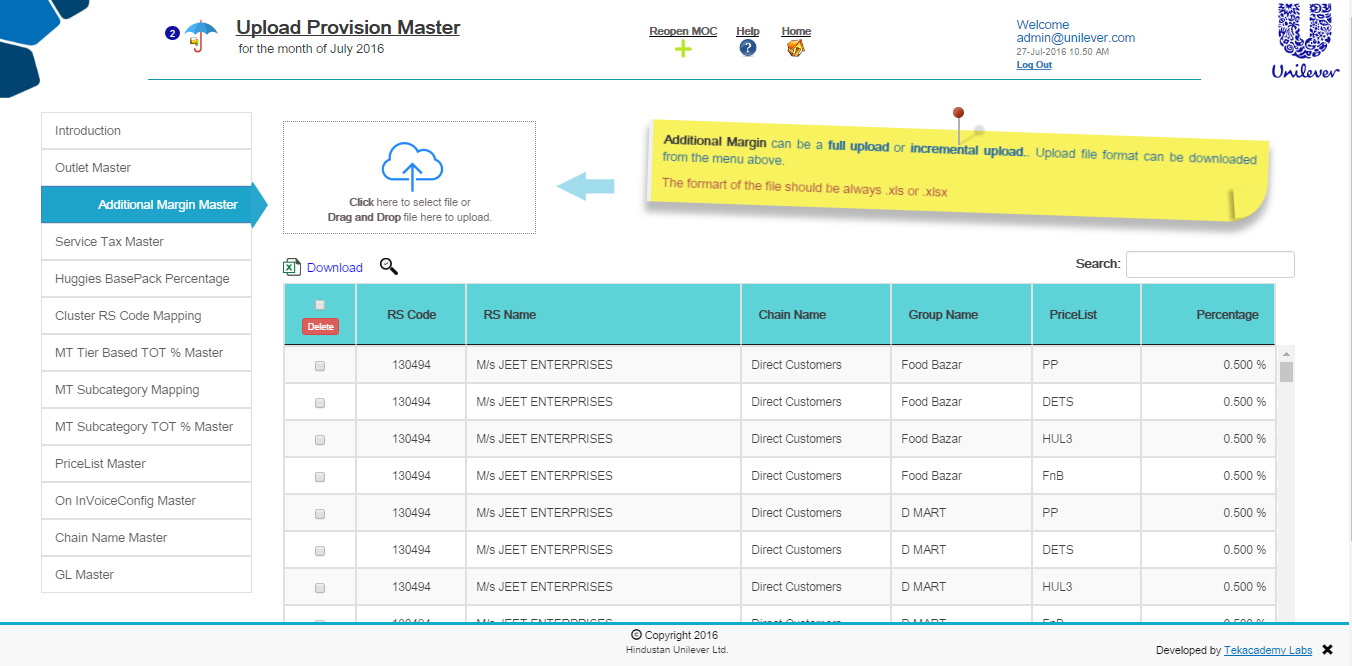 2 Upload Provision Master
for the month of July 2016
Reopen MOC Help Home
?
Welcome
admin@unilever.com
27-Jul-2016 10.50 AM
Log Out
Unilever
Introduction
Outlet Master
Additional Margin Master
Service Tax Master
Huggies BasePack Percentage
Cluster RS Code Mapping
MT Tier Based TOT % Master
MT Subcategory Mapping
MT Subcategory TOT % Master
PriceList Master
On InVoiceConfig Master
Chain Name Master
GL Master
Click here to select file or
Drag and Drop file here to upload.
Additional Margin can be a full upload or incremental upload.. Upload file format can be downloaded
from the menu above.
The formart of the file should be always .xls or .xlsx
Download
Search:
Delete RS Code RS Name Chain Name Group Name PriceList Percentage
130494 M/s JEET ENTERPRISES Direct Customers Food Bazar PP 0.500 %
130494 M/s JEET ENTERPRISES Direct Customers Food Bazar DETS 0.500 %
130494 M/s JEET ENTERPRISES Direct Customers Food Bazar HUL3 0.500 %
130494 M/s JEET ENTERPRISES Direct Customers Food Bazar FnB 0.500 %
130494 M/s JEET ENTERPRISES Direct Customers D MART PP 0.500 %
130494 M/s JEET ENTERPRISES Direct Customers D MART DETS 0.500 %
130494 M/s JEET ENTERPRISES Direct Customers D MART HUL3 0.500 %
© Copyright 2016
Hindustan Unilever Ltd.
Developed by Tekacademy Labs